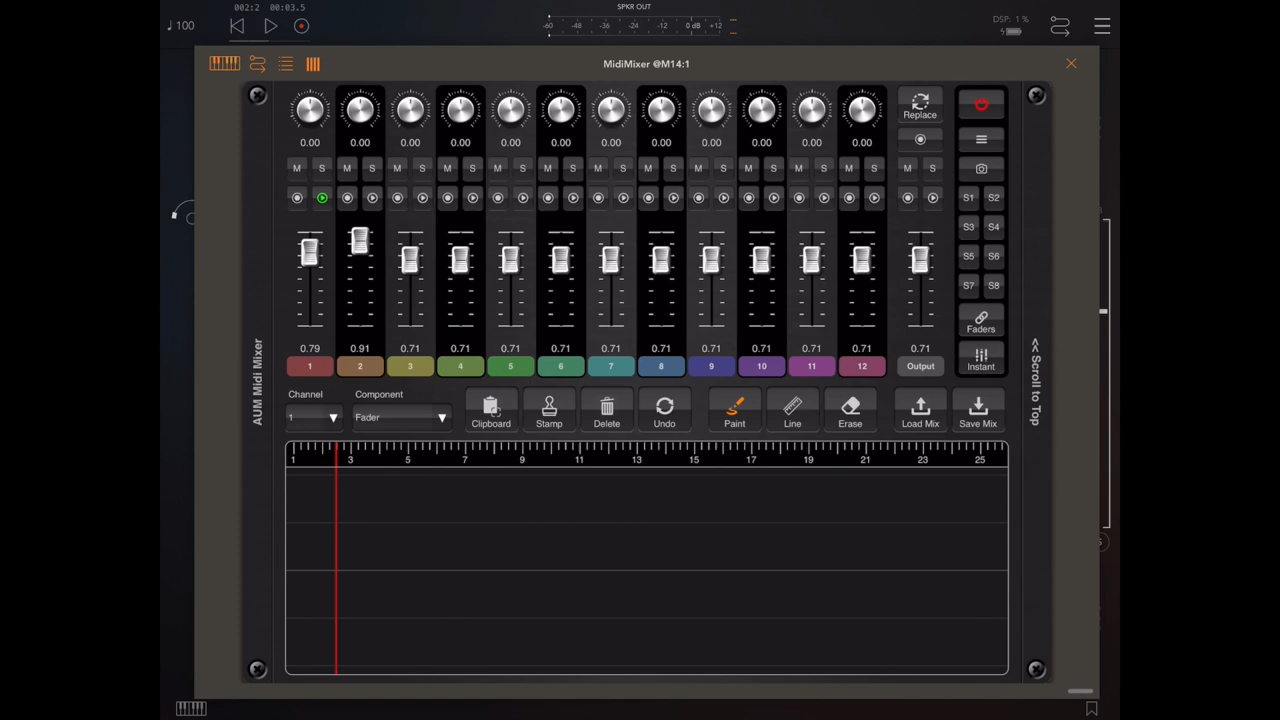 002:2 00:03.5
♩ 100
SPKR OUT
-60 -48 -36 -24 -12 0 dB +12
DSP: 1 %
MidiMixer @M14:1
Replace
0.00 0.00 0.00 0.00 0.00 0.00 0.00 0.00 0.00 0.00 0.00 0.00
M S M S M S M S M S M S M S M S M S M S M S M S M S
S1 S2
S3 S4
S5 S6
S7 S8
Faders
0.79 0.91 0.71 0.71 0.71 0.71 0.71 0.71 0.71 0.71 0.71 0.71 0.71
1 2 3 4 5 6 7 8 9 10 11 12 Output
Instant
AUM Midi Mixer
<< Scroll to Top
Channel Component
1 ▼ Fader ▼
Clipboard Stamp Delete Undo Paint Line Erase Load Mix Save Mix
1 3 5 7 9 11 13 15 17 19 21 23 25